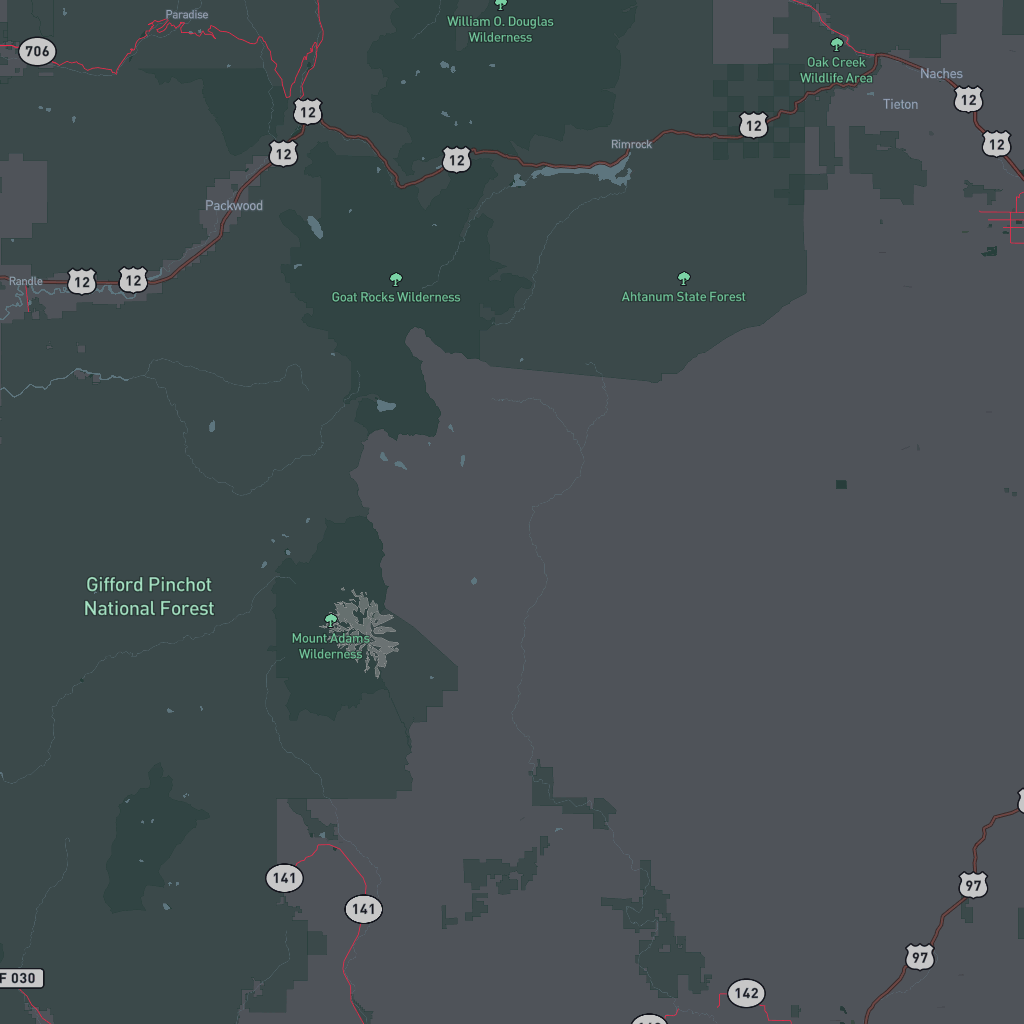 Paradise
William O. Douglas
Wilderness
706
Oak Creek
Wildlife Area
Naches
12
12
Tieton
12
12
12
Rimrock
12
Packwood
Randle
12
12
Goat Rocks Wilderness
Ahtanum State Forest
Gifford Pinchot
National Forest
Mount Adams
Wilderness
141
97
141
97
F 030
142